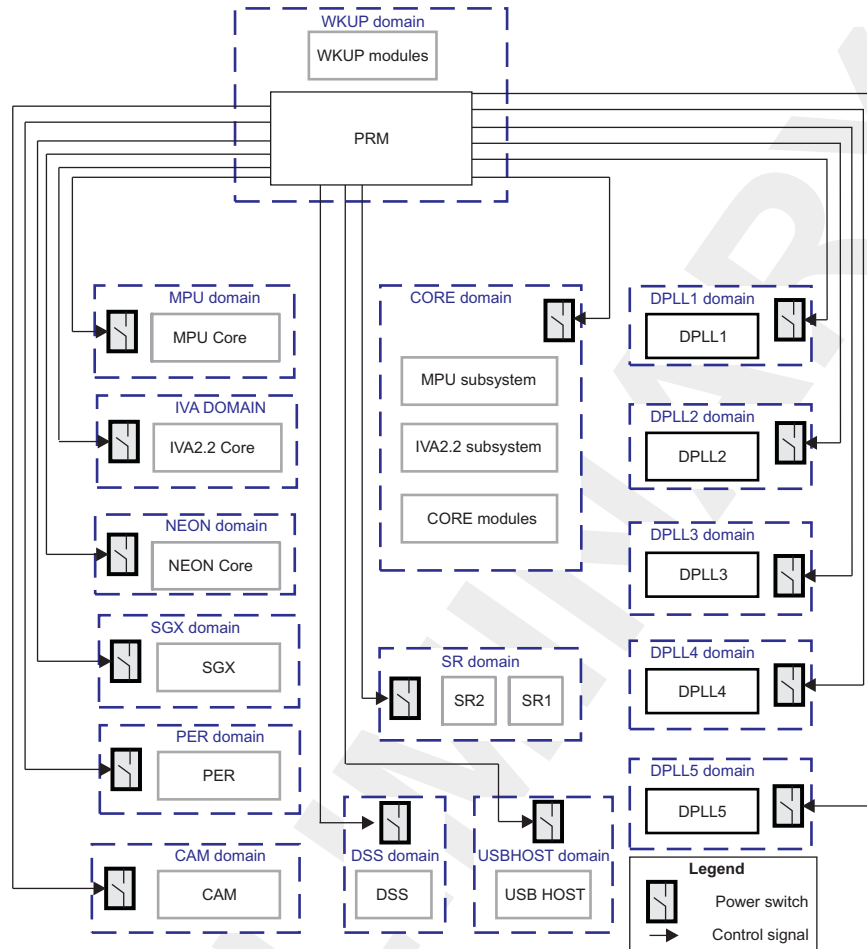 WKUP domain
WKUP modules
PRM
MPU domain
MPU Core
IVA DOMAIN
IVA2.2 Core
NEON domain
NEON Core
SGX domain
SGX
PER domain
PER
CAM domain
CAM
CORE domain
MPU subsystem
IVA2.2 subsystem
CORE modules
SR domain
SR2
SR1
DSS domain
DSS
USBHOST domain
USB HOST
DPLL1 domain
DPLL1
DPLL2 domain
DPLL2
DPLL3 domain
DPLL3
DPLL4 domain
DPLL4
DPLL5 domain
DPLL5
Legend
Power switch
Control signal